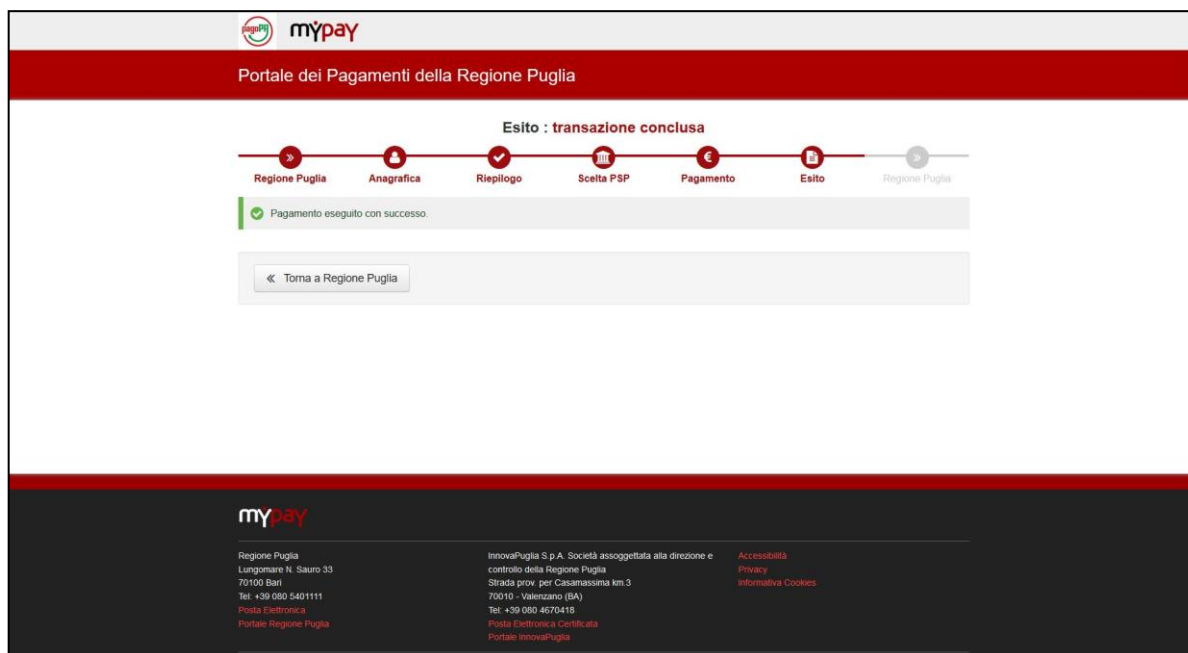 pagoPA mypay
Portale dei Pagamenti della Regione Puglia
Esito : transazione conclusa
Regione Puglia Anagrafica Riepilogo Scelta PSP Pagamento Esito Regione Puglia
Pagamento eseguito con successo.
« Torna a Regione Puglia
mypay
Regione Puglia
Lungomare N. Sauro 33
70100 Bari
Tel: +39 080 5401111
Posta Elettronica
Portale Regione Puglia
InnovaPuglia S.p.A. Società assoggettata alla direzione e
controllo della Regione Puglia
Strada prov. per Casamassima km.3
70010 - Valenzano (BA)
Tel: +39 080 4670418
Posta Elettronica Certificata
Portale InnovaPuglia
Accessibilità
Privacy
Informativa Cookies